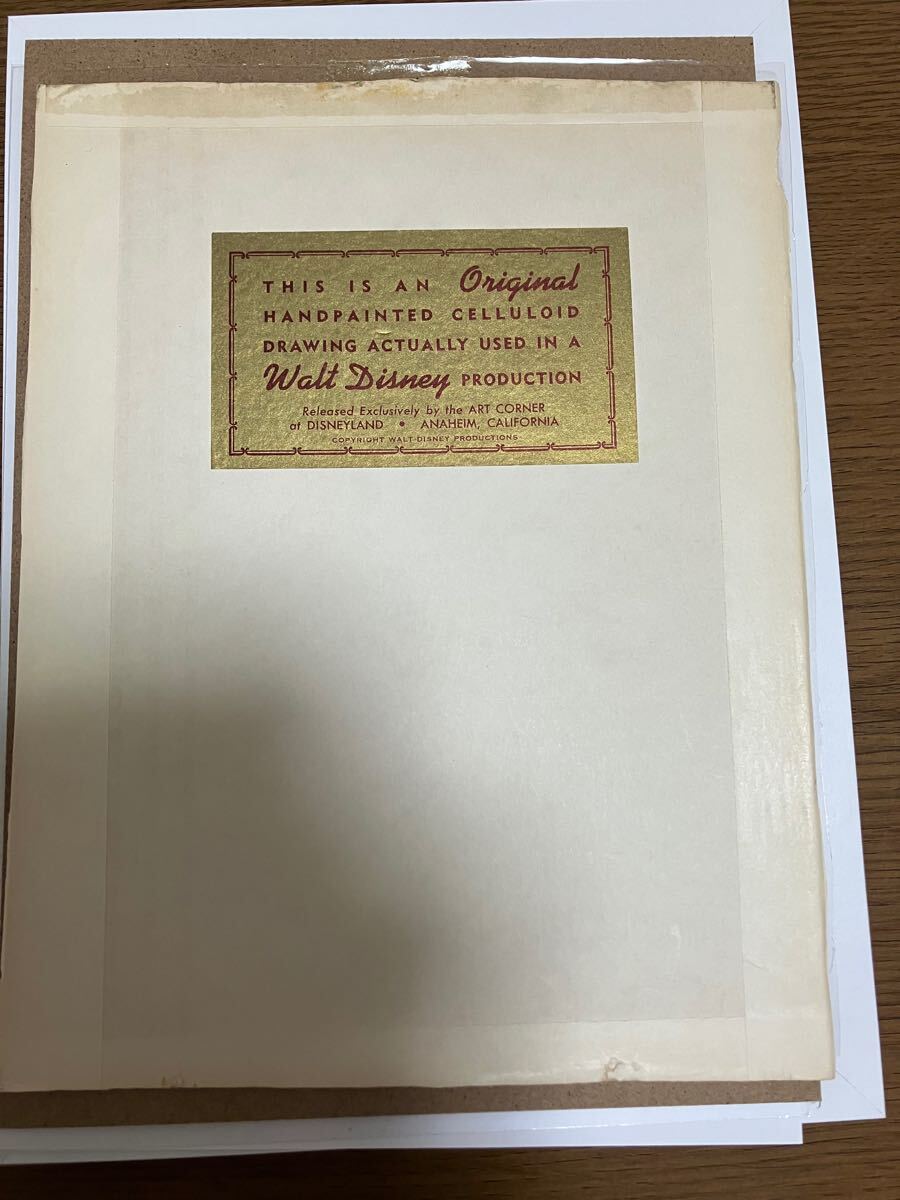 THIS IS AN Original
HANDPAINTED CELLULOID
DRAWING ACTUALLY USED IN A
Walt Disney PRODUCTION
Released Exclusively by the ART CORNER
at DISNEYLAND • ANAHEIM, CALIFORNIA
COPYRIGHT WALT DISNEY PRODUCTIONS